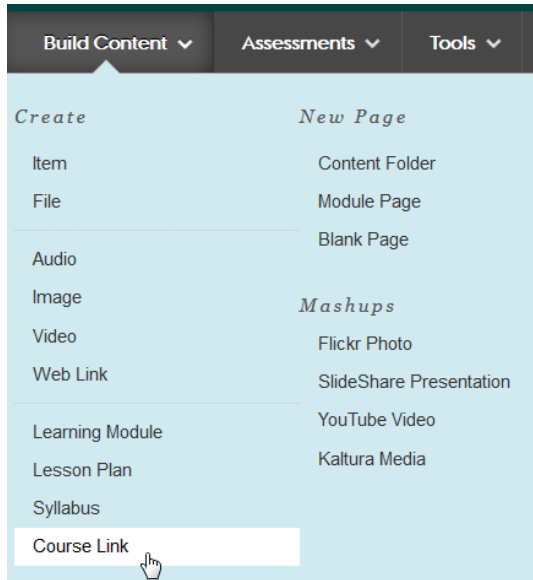 Build Content
Assessments
Tools
Create
Item
File
Audio
Image
Video
Web Link
Learning Module
Lesson Plan
Syllabus
Course Link
New Page
Content Folder
Module Page
Blank Page
Mashups
Flickr Photo
SlideShare Presentation
YouTube Video
Kaltura Media